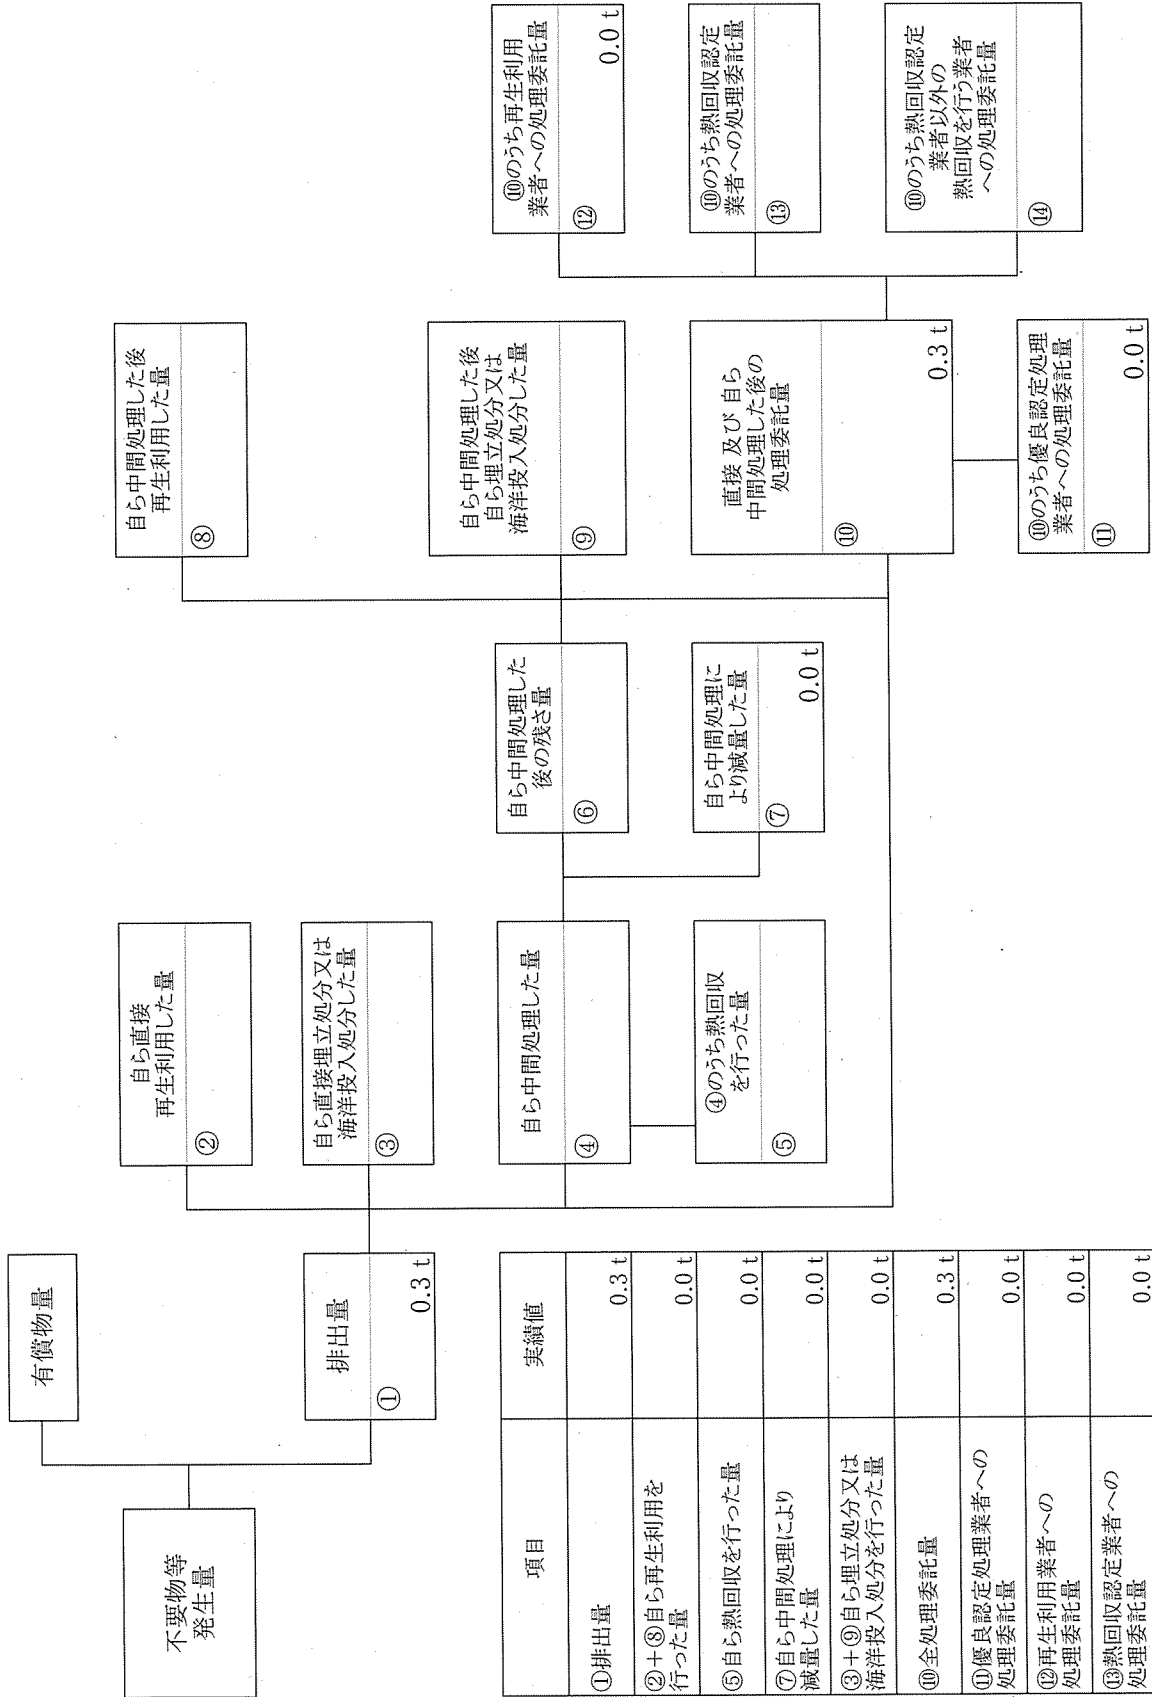 不要物等
発生量
有償物量
排出量
①
0.3 t
自ら直接
再生利用した量
②
自ら直接埋立処分又は
海洋投入処分した量
③
自ら中間処理した量
④
④のうち熱回収
を行った量
⑤
自ら中間処理した
後の残さ量
⑥
自ら中間処理に
より減量した量
⑦
0.0 t
自ら中間処理した後
再生利用した量
⑧
自ら中間処理した後
自ら埋立処分又は
海洋投入処分した量
⑨
直接 及び 自ら
中間処理した後の
処理委託量
⑩
0.3 t
⑩のうち優良認定処理
業者への処理委託量
⑪
0.0 t
⑩のうち再生利用
業者への処理委託量
⑫
0.0 t
⑩のうち熱回収認定
業者への処理委託量
⑬
⑩のうち熱回収認定
業者以外の
熱回収を行う業者
への処理委託量
⑭
項目 実績値
①排出量 0.3 t
②+⑧自ら再生利用を
行った量 0.0 t
⑤自ら熱回収を行った量 0.0 t
⑦自ら中間処理により
減量した量 0.0 t
③+⑨自ら埋立処分又は
海洋投入処分を行った量 0.0 t
⑩全処理委託量 0.3 t
⑪優良認定処理業者への
処理委託量 0.0 t
⑫再生利用業者への
処理委託量 0.0 t
⑬熱回収認定業者への
処理委託量 0.0 t